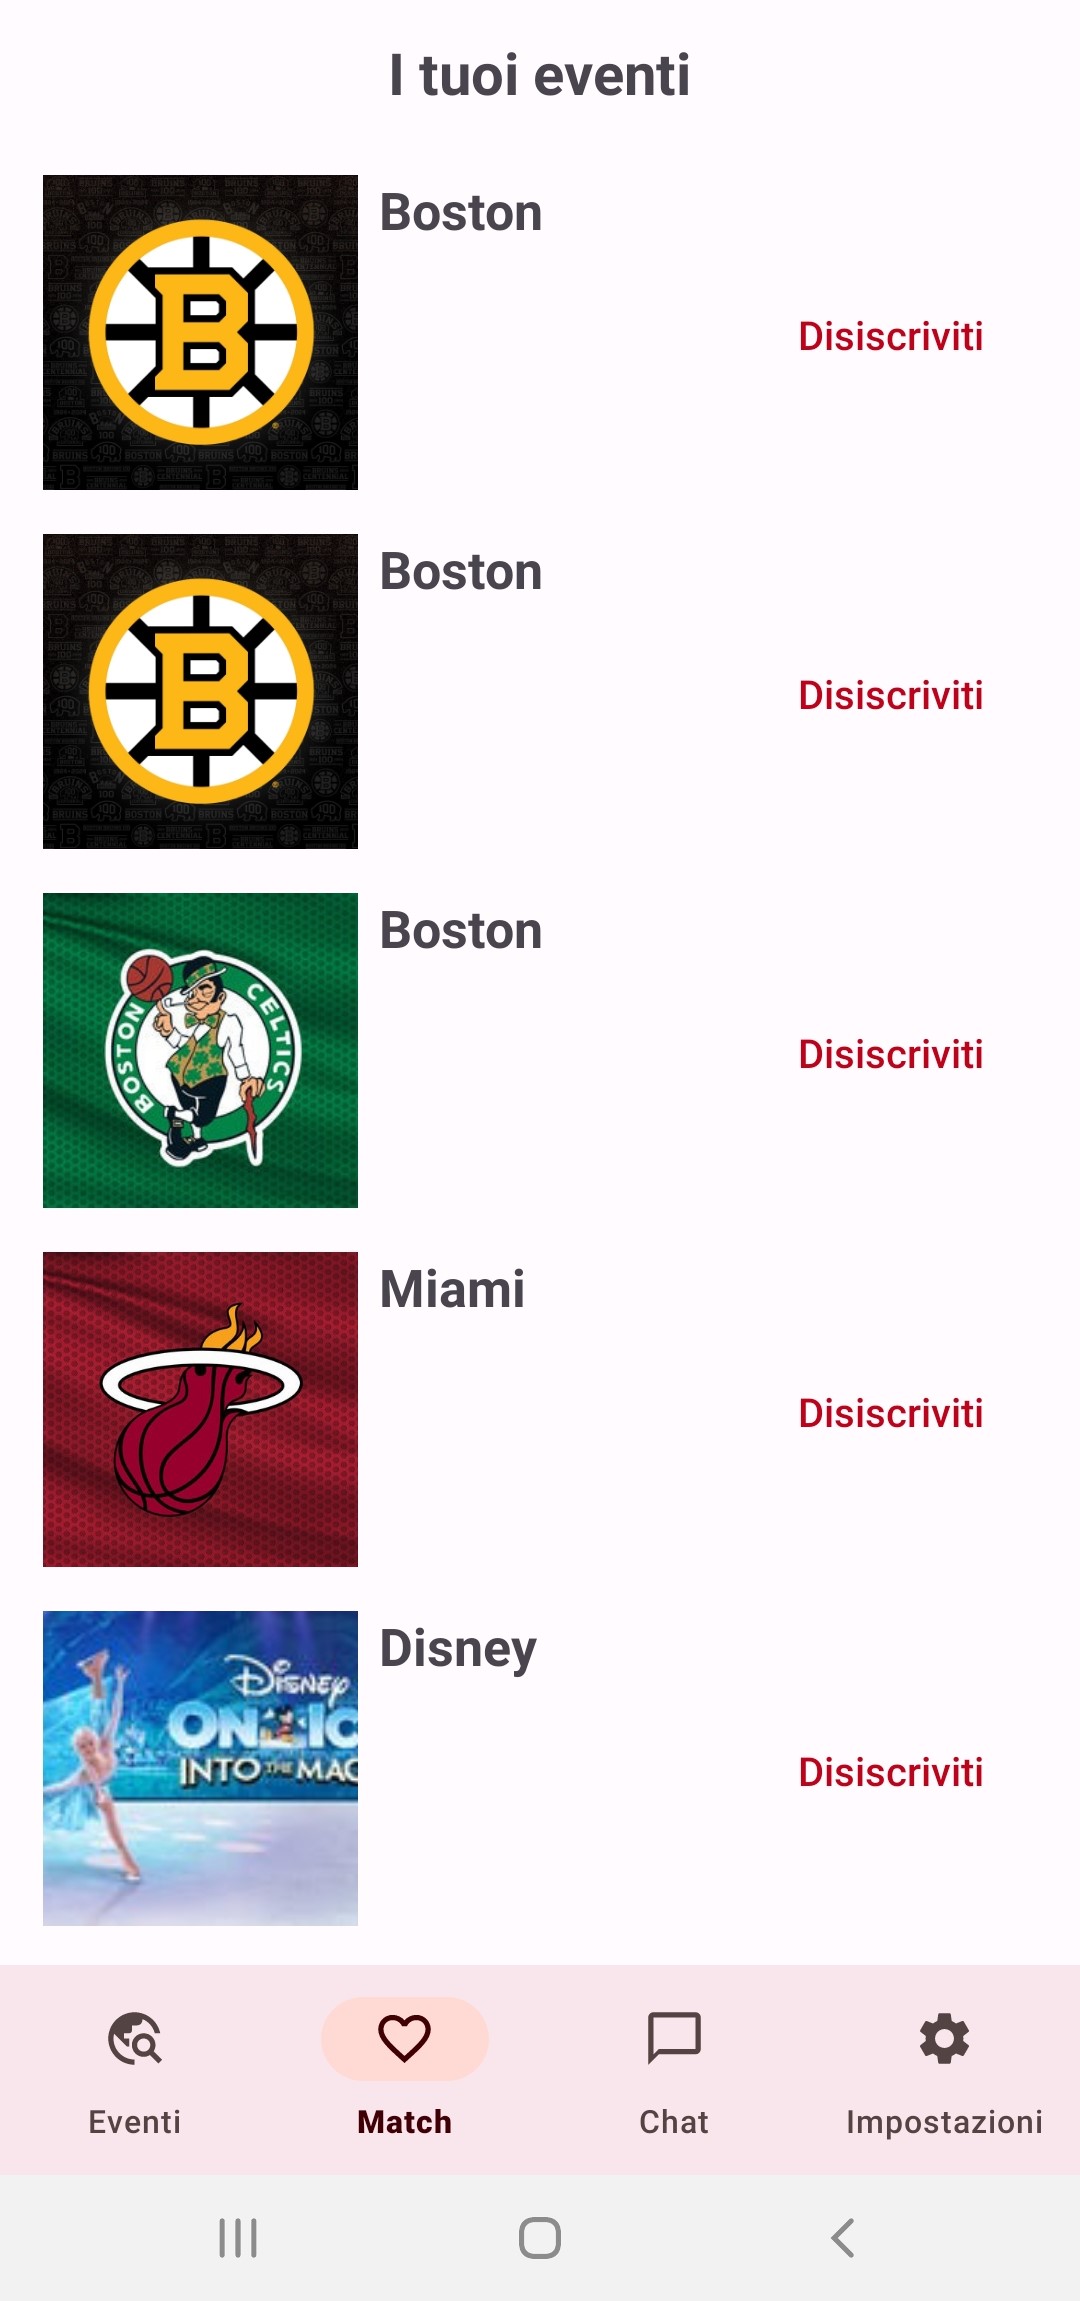 I tuoi eventi
B
Boston
Disiscriviti
B
Boston
Disiscriviti
BOSTON CELTICS
Boston
Disiscriviti
Miami
Disiscriviti
DISNEY
ON IC
INTO THE MAG
Disney
Disiscriviti
Eventi
Match
Chat
Impostazioni